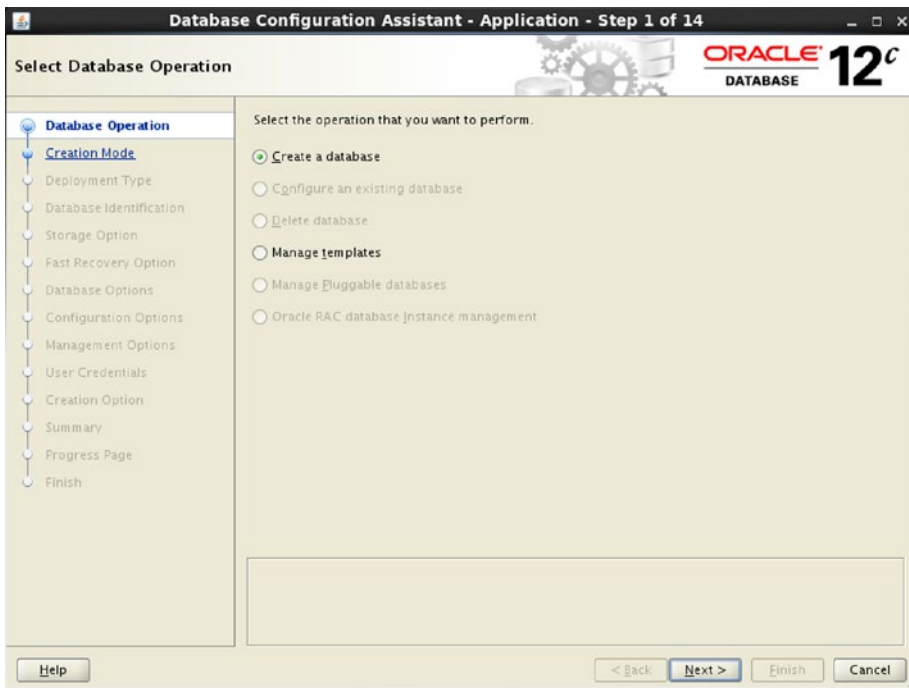 Database Configuration Assistant - Application - Step 1 of 14
Select Database Operation
ORACLE
DATABASE
12c
Database Operation
Creation Mode
Deployment Type
Database Identification
Storage Option
Fast Recovery Option
Database Options
Configuration Options
Management Options
User Credentials
Creation Option
Summary
Progress Page
Finish
Select the operation that you want to perform.
Create a database
Configure an existing database
Delete database
Manage templates
Manage Pluggable databases
Oracle RAC database Instance management
Help
< Back
Next >
Finish
Cancel